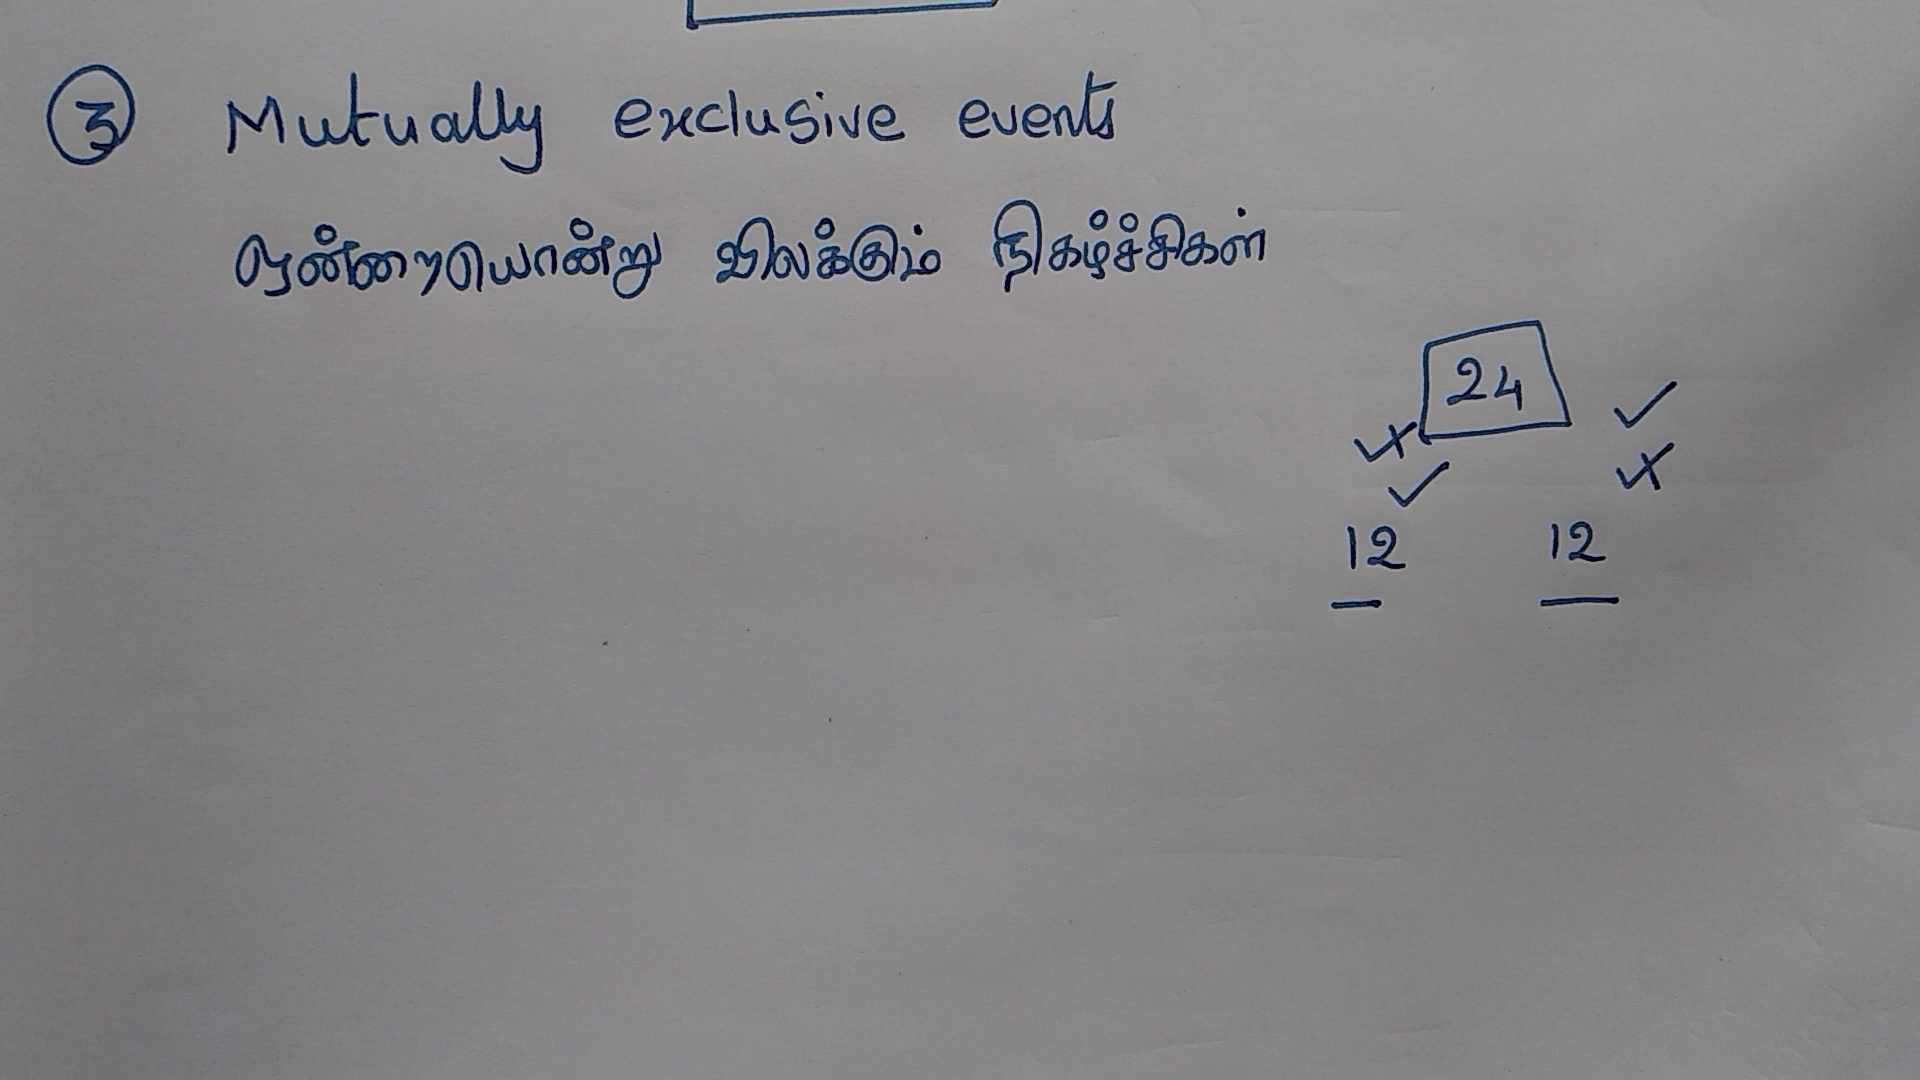 3 Mutually exclusive events
ஒன்றையொன்று விலக்கும் நிகழ்ச்சிகள்
24
12 12